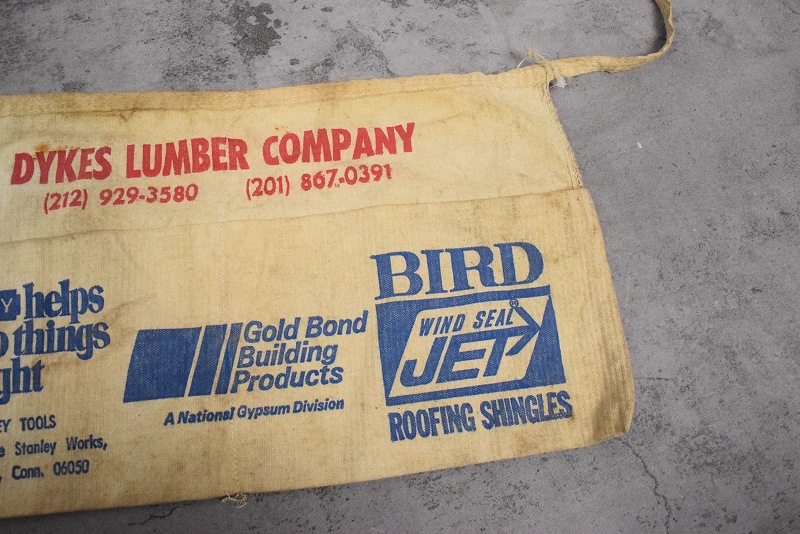 DYKES LUMBER COMPANY
(212) 929-3580 (201) 867-0391
helps
things
ght
EY TOOLS
e Stanley Works,
, Conn. 06050
Gold Bond
Building
Products
A National Gypsum Division
BIRD
WIND SEAL®
JET
ROOFING SHINGLES